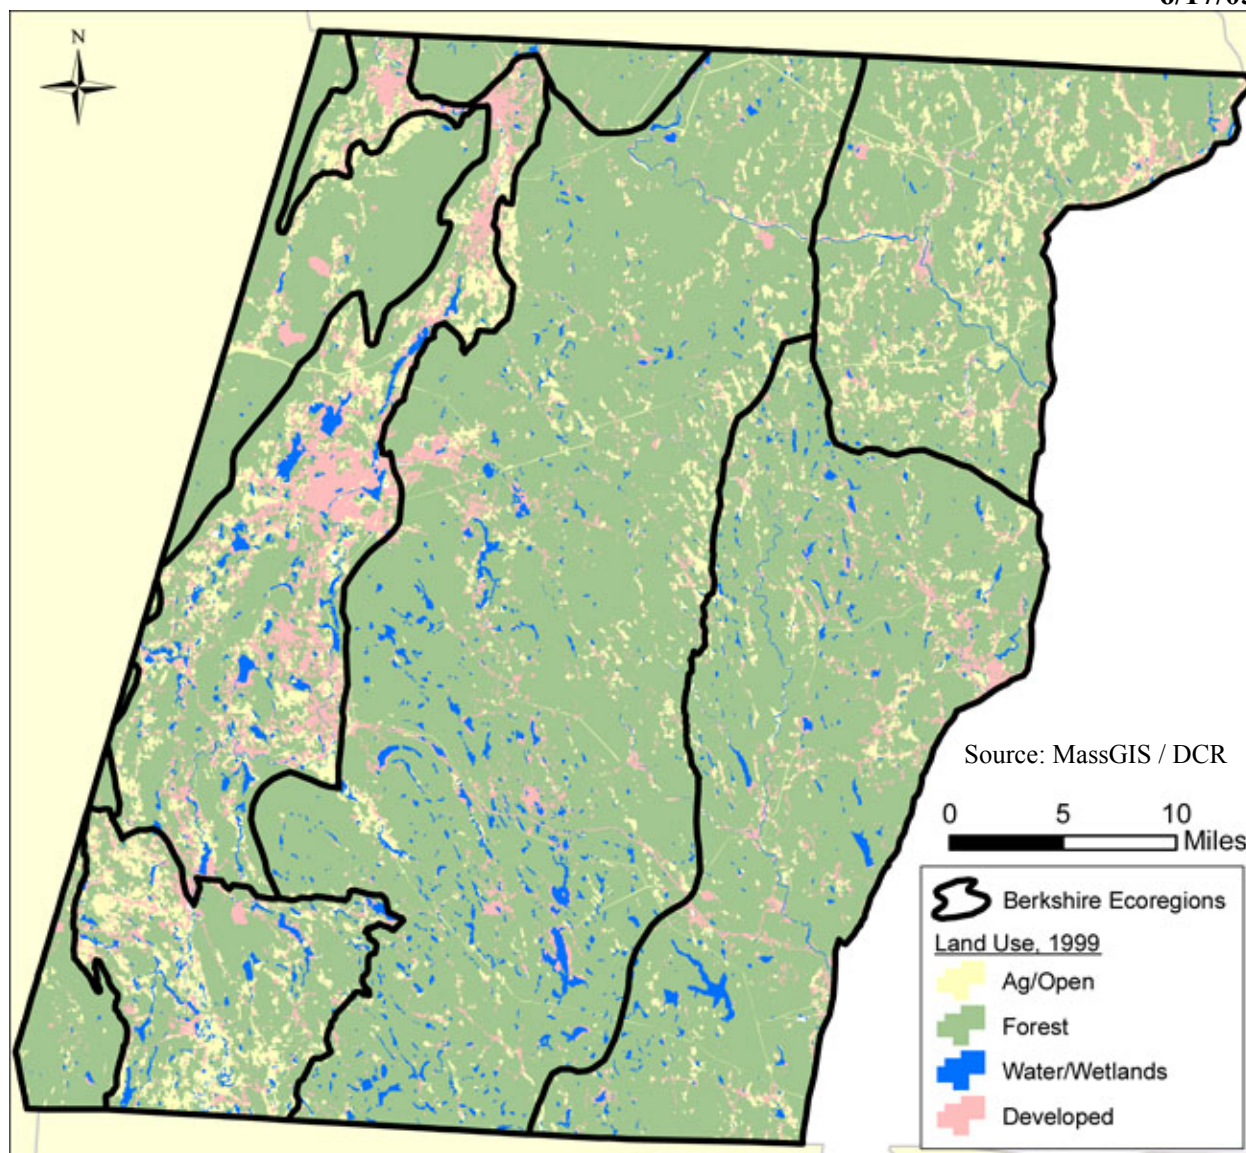 N
Source: MassGIS / DCR
0 5 10
Miles
Berkshire Ecoregions
Land Use, 1999
Ag/Open
Forest
Water/Wetlands
Developed